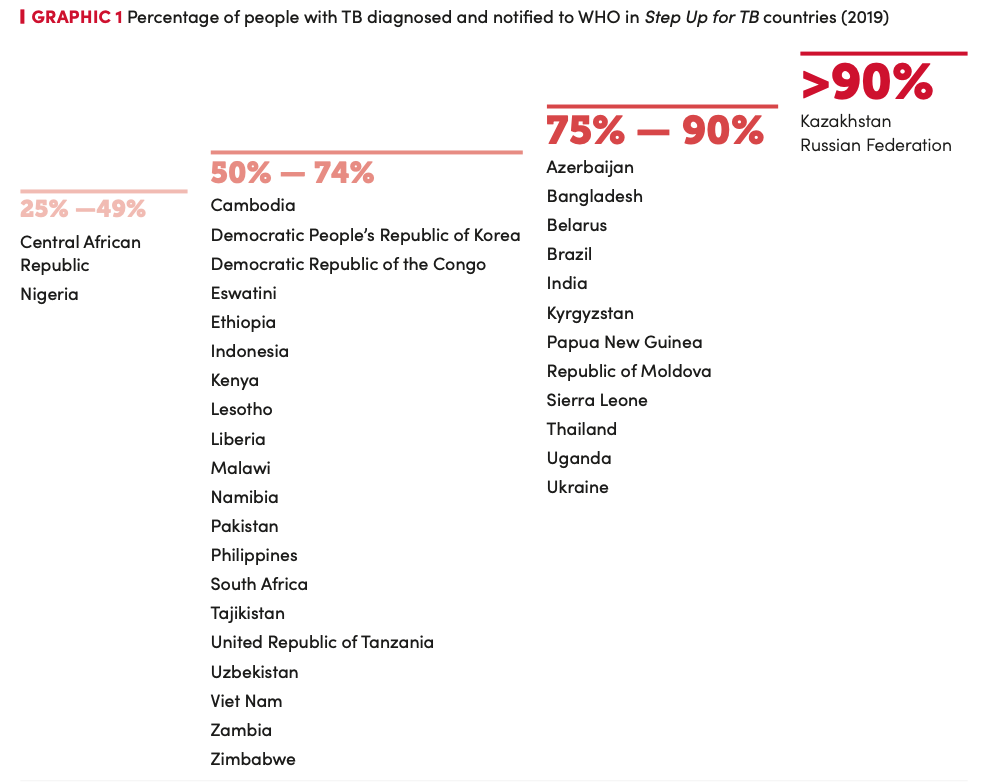 GRAPHIC 1 Percentage of people with TB diagnosed and notified to WHO in Step Up for TB countries (2019)
25% —49%
Central African
Republic
Nigeria
50% — 74%
Cambodia
Democratic People’s Republic of Korea
Democratic Republic of the Congo
Eswatini
Ethiopia
Indonesia
Kenya
Lesotho
Liberia
Malawi
Namibia
Pakistan
Philippines
South Africa
Tajikistan
United Republic of Tanzania
Uzbekistan
Viet Nam
Zambia
Zimbabwe
75% — 90%
Azerbaijan
Bangladesh
Belarus
Brazil
India
Kyrgyzstan
Papua New Guinea
Republic of Moldova
Sierra Leone
Thailand
Uganda
Ukraine
>90%
Kazakhstan
Russian Federation